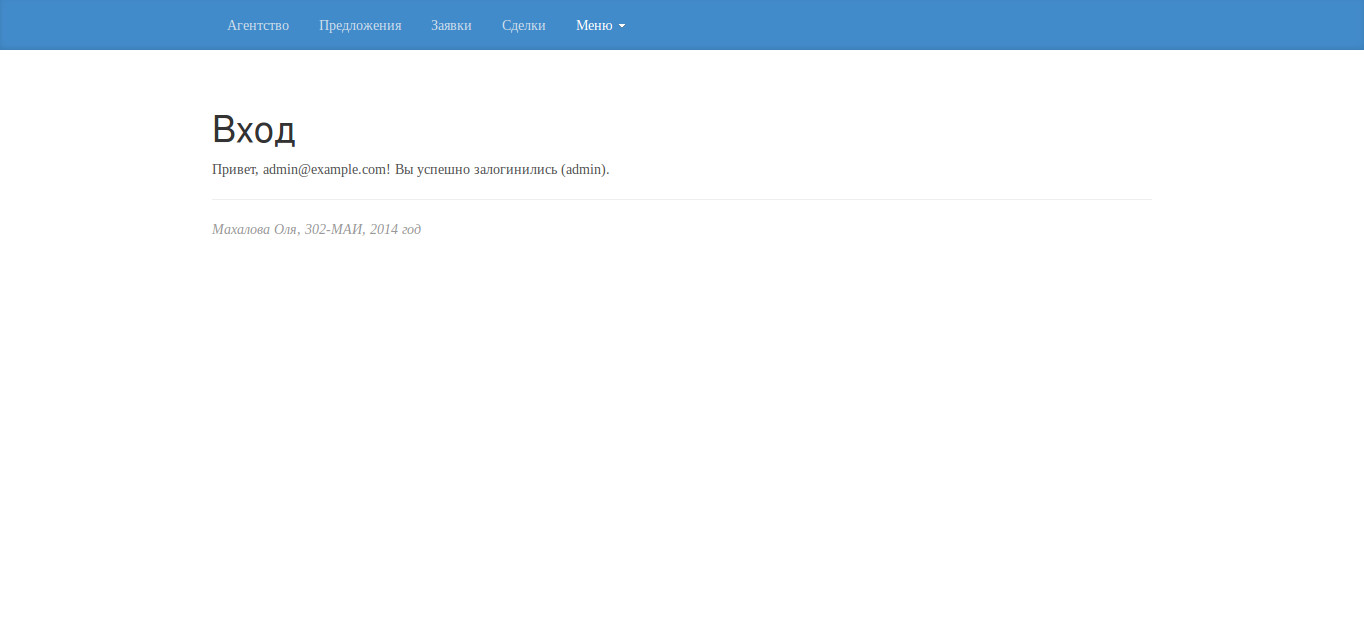 Агентство Предложения Заявки Сделки Меню
Вход
Привет, admin@example.com! Вы успешно залогинились (admin).
Махалова Оля, 302-МАИ, 2014 год